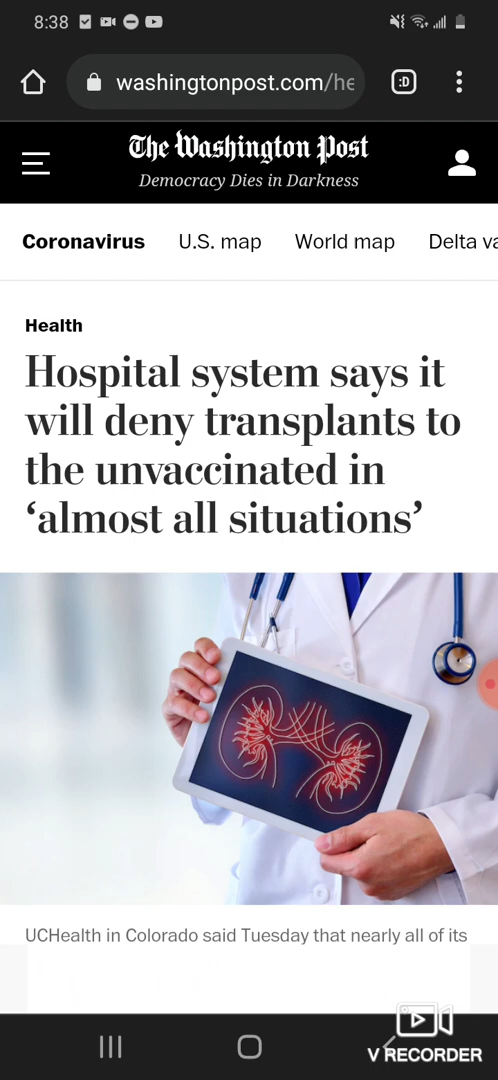 8:38
washingtonpost.com/he
:D
The Washington Post
Democracy Dies in Darkness
Coronavirus U.S. map World map Delta va
Health
Hospital system says it
will deny transplants to
the unvaccinated in
‘almost all situations’
UCHealth in Colorado said Tuesday that nearly all of its
V RECORDER